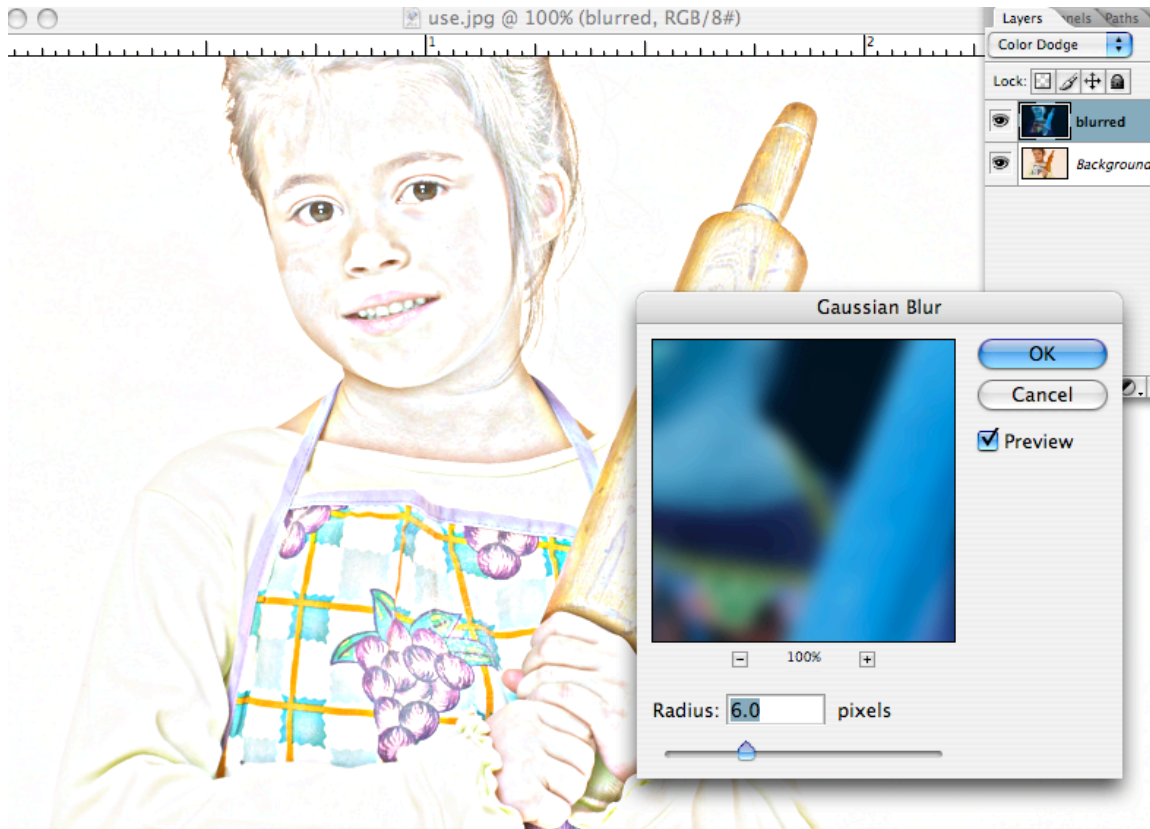 use.jpg @ 100% (blurred, RGB/8#)
Layers nels Paths
1 2
Color Dodge
Lock:
blurred
Background
Gaussian Blur
OK
Cancel
Preview
100%
Radius: 6.0 pixels